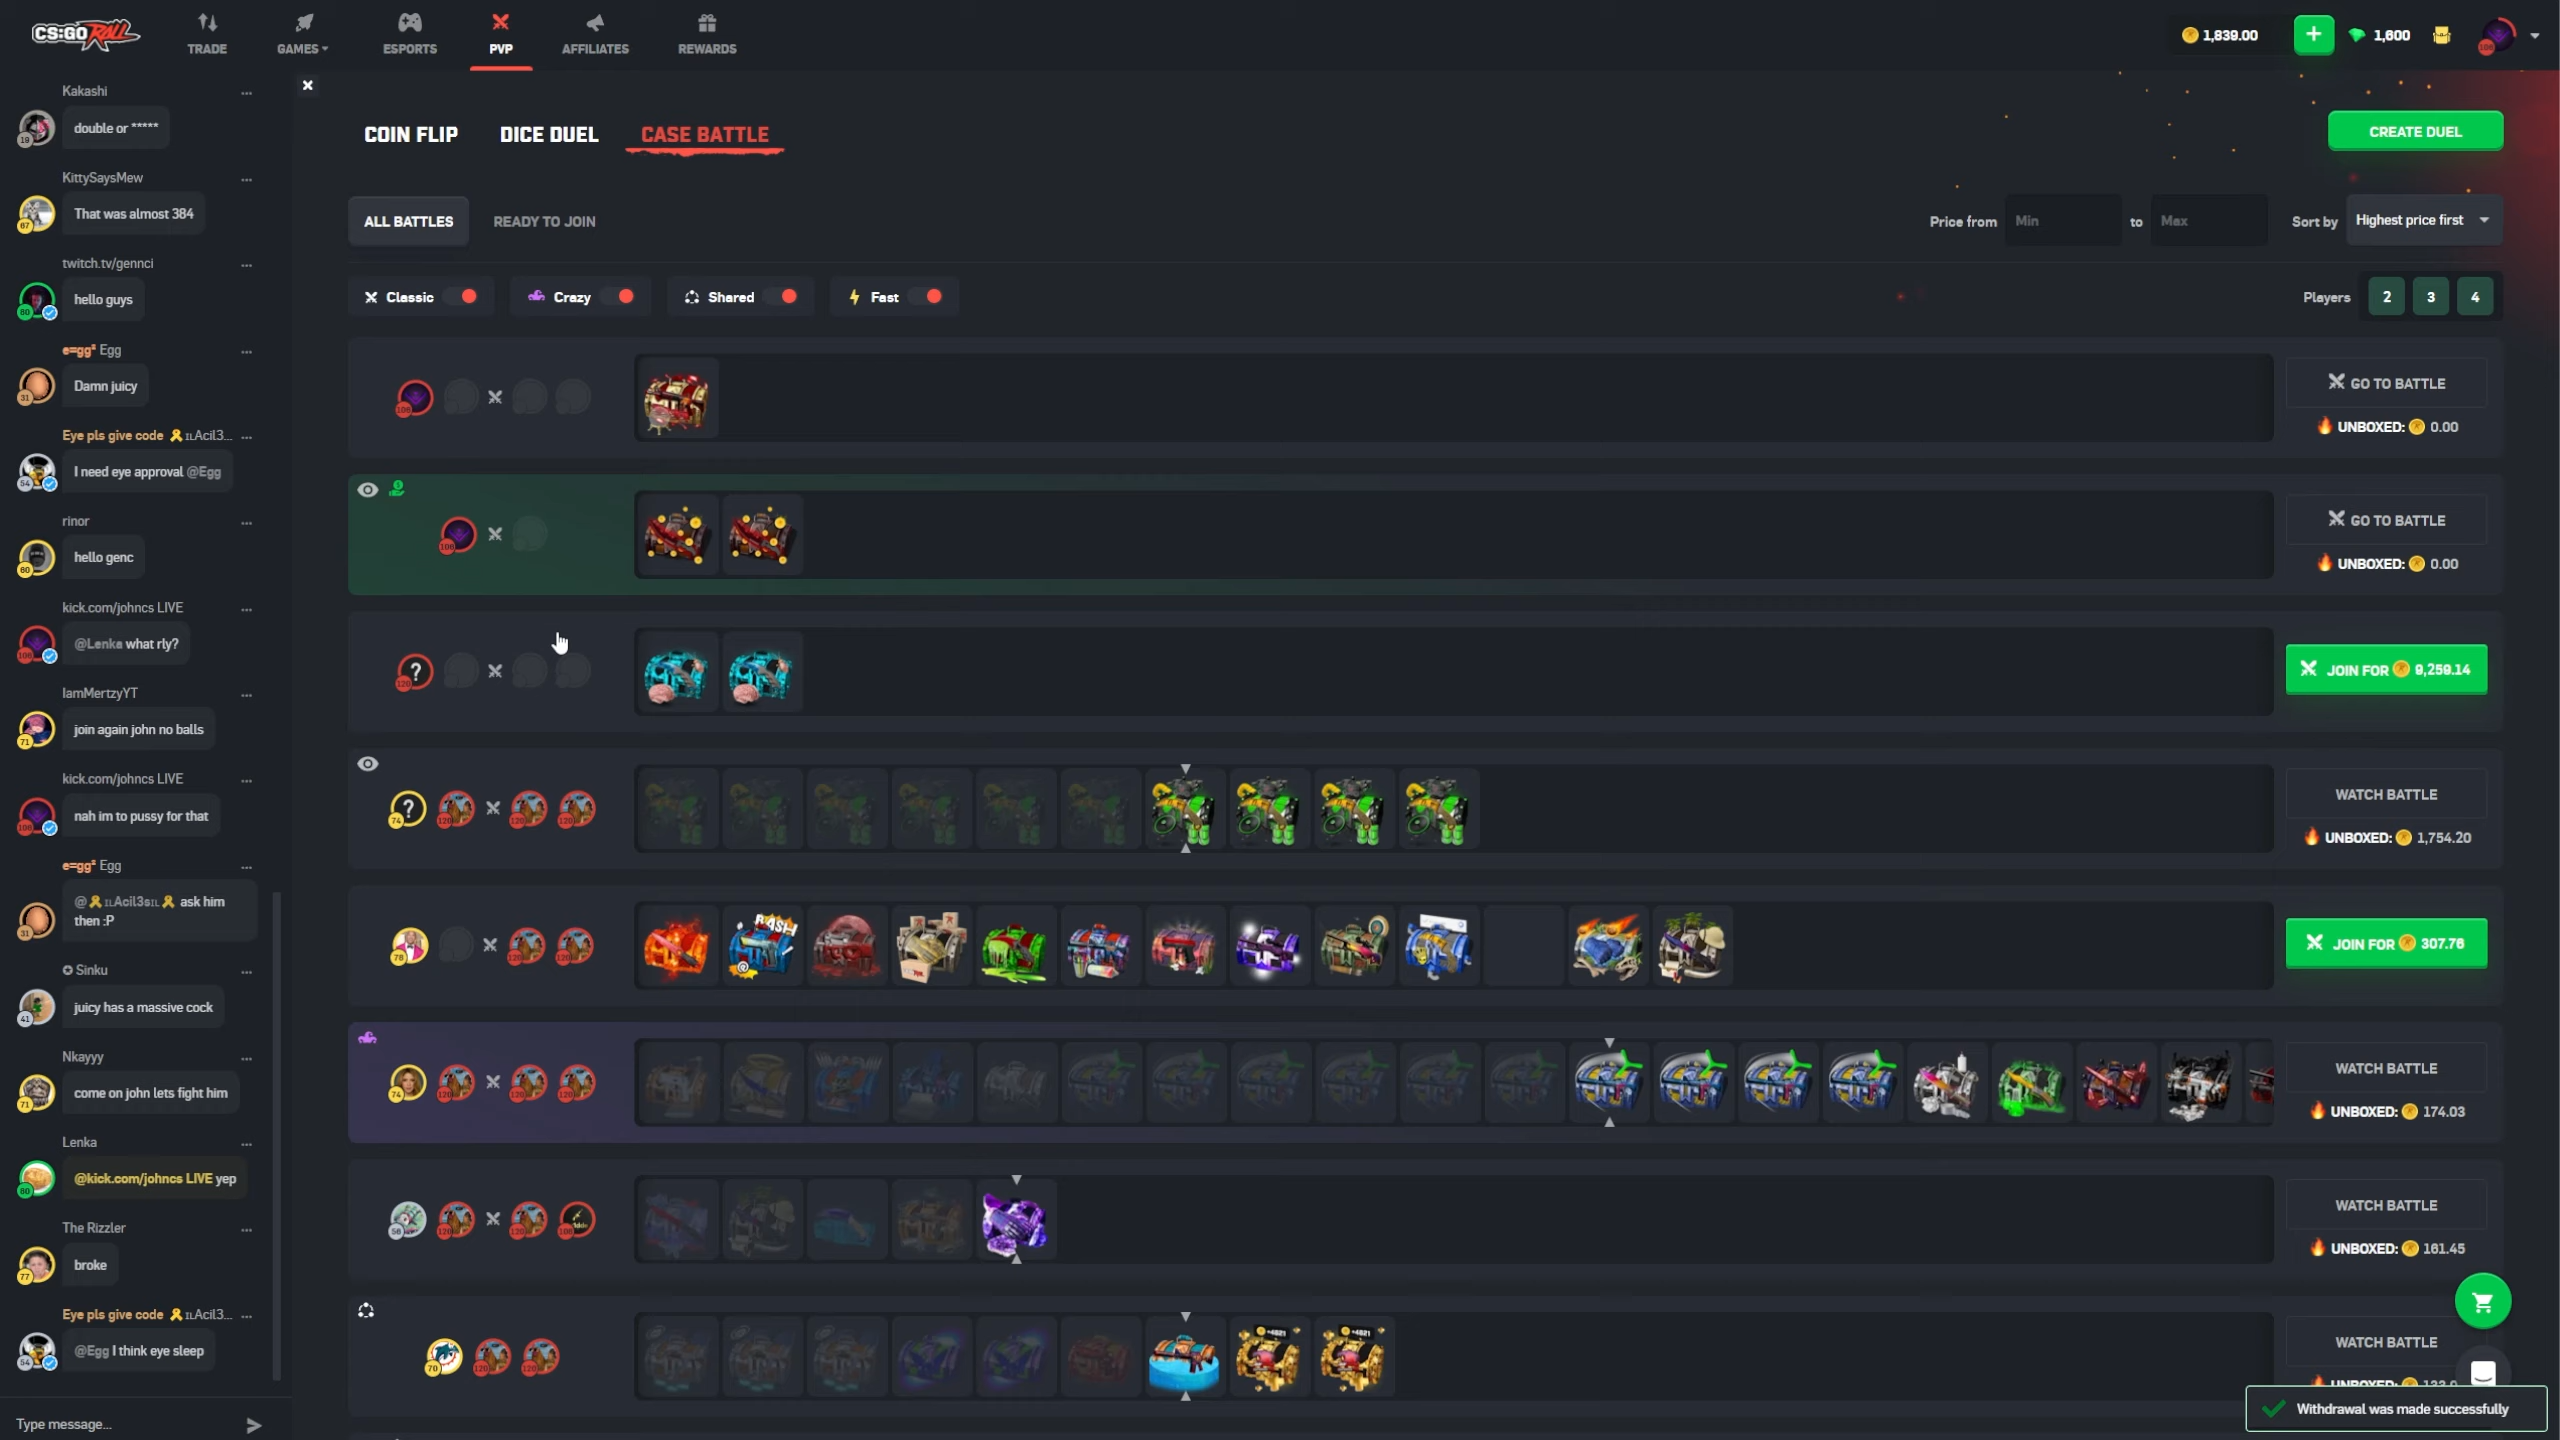 CS:GO ROLL
TRADE
GAMES
ESPORTS
PVP
AFFILIATES
REWARDS
1,839.00
+
1,600
Kakashi
double or *****
KittySaysMew
That was almost 384
twitch.tv/gennci
hello guys
e=gg² Egg
Damn juicy
Eye pls give code ɪʟAcil3...
I need eye approval @Egg
rinor
hello genc
kick.com/johncs LIVE
@Lenka what rly?
IamMertzyYT
join again john no balls
kick.com/johncs LIVE
nah im to pussy for that
e=gg² Egg
@ ɪʟAcil3sɪʟ ask him
then :P
✪ Sinku
juicy has a massive cock
Nkayyy
come on john lets fight him
Lenka
@kick.com/johncs LIVE yep
The Rizzler
broke
Eye pls give code ɪʟAcil3...
@Egg I think eye sleep
Type message...
COIN FLIP
DICE DUEL
CASE BATTLE
CREATE DUEL
ALL BATTLES
READY TO JOIN
Price from
Min
to
Max
Sort by
Highest price first
Classic
Crazy
Shared
Fast
Players
2
3
4
GO TO BATTLE
UNBOXED: 0.00
GO TO BATTLE
UNBOXED: 0.00
JOIN FOR 9,259.14
WATCH BATTLE
UNBOXED: 1,754.20
JOIN FOR 307.76
WATCH BATTLE
UNBOXED: 174.03
WATCH BATTLE
UNBOXED: 161.45
WATCH BATTLE
Withdrawal was made successfully